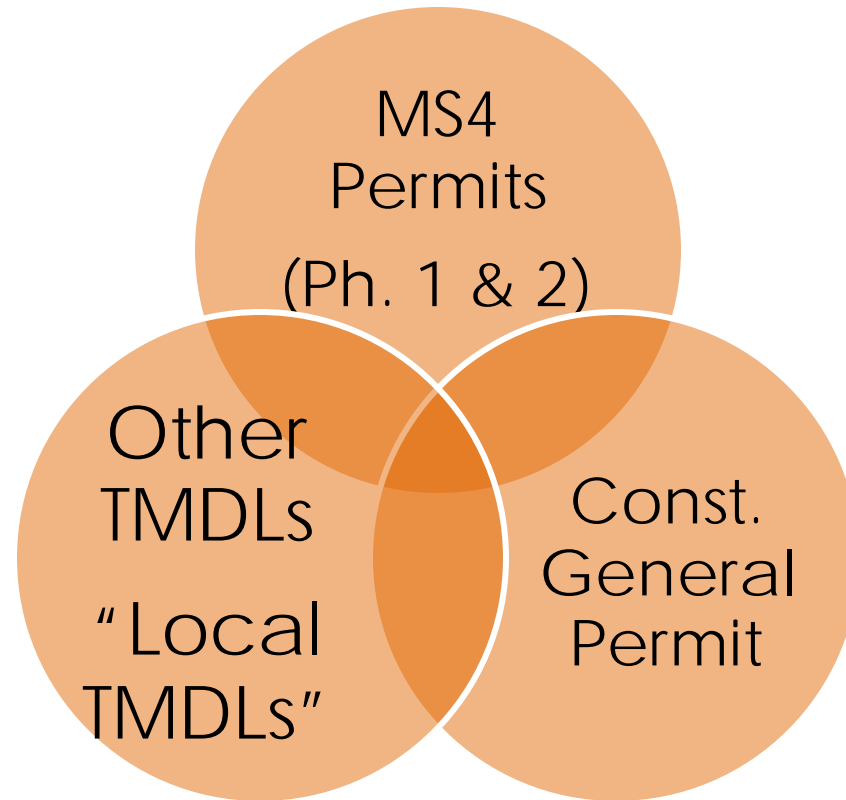 MS4
Permits
(Ph. 1 & 2)
Other
TMDLs
“Local
TMDLs”
Const.
General
Permit